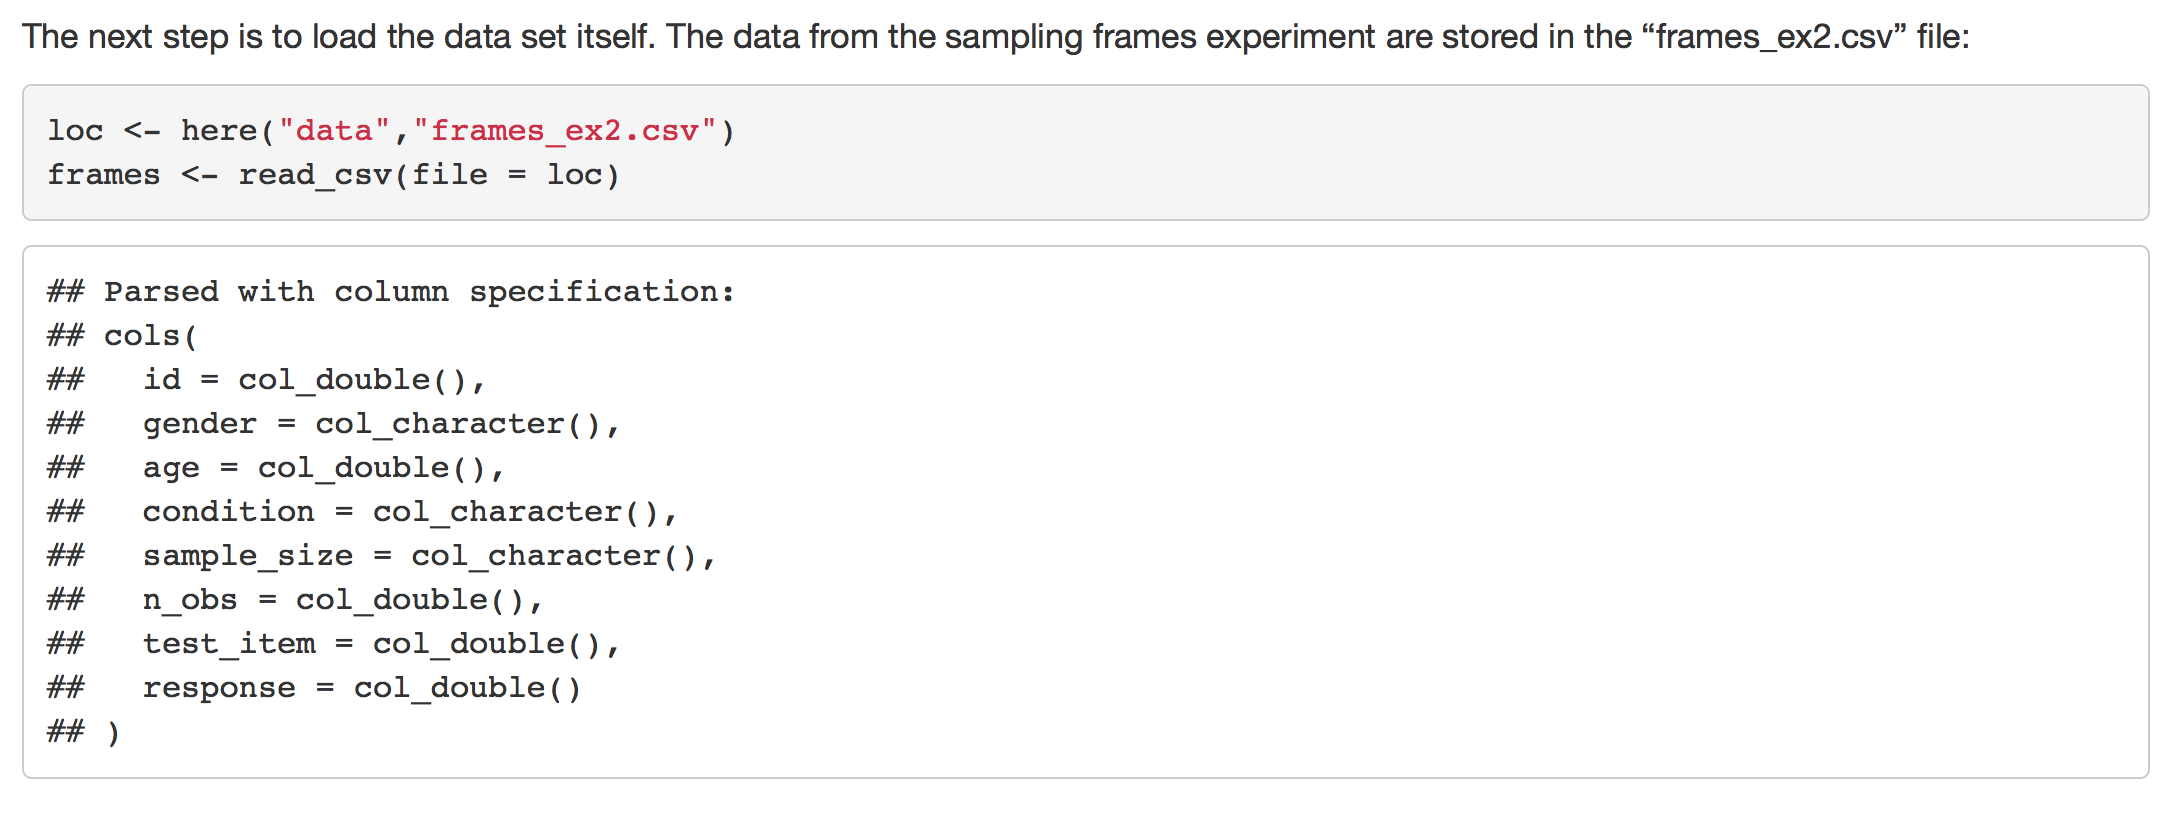 The next step is to load the data set itself. The data from the sampling frames experiment are stored in the “frames_ex2.csv” file:
loc <- here("data","frames_ex2.csv")
frames <- read_csv(file = loc)
## Parsed with column specification:
## cols(
##   id = col_double(),
##   gender = col_character(),
##   age = col_double(),
##   condition = col_character(),
##   sample_size = col_character(),
##   n_obs = col_double(),
##   test_item = col_double(),
##   response = col_double()
## )